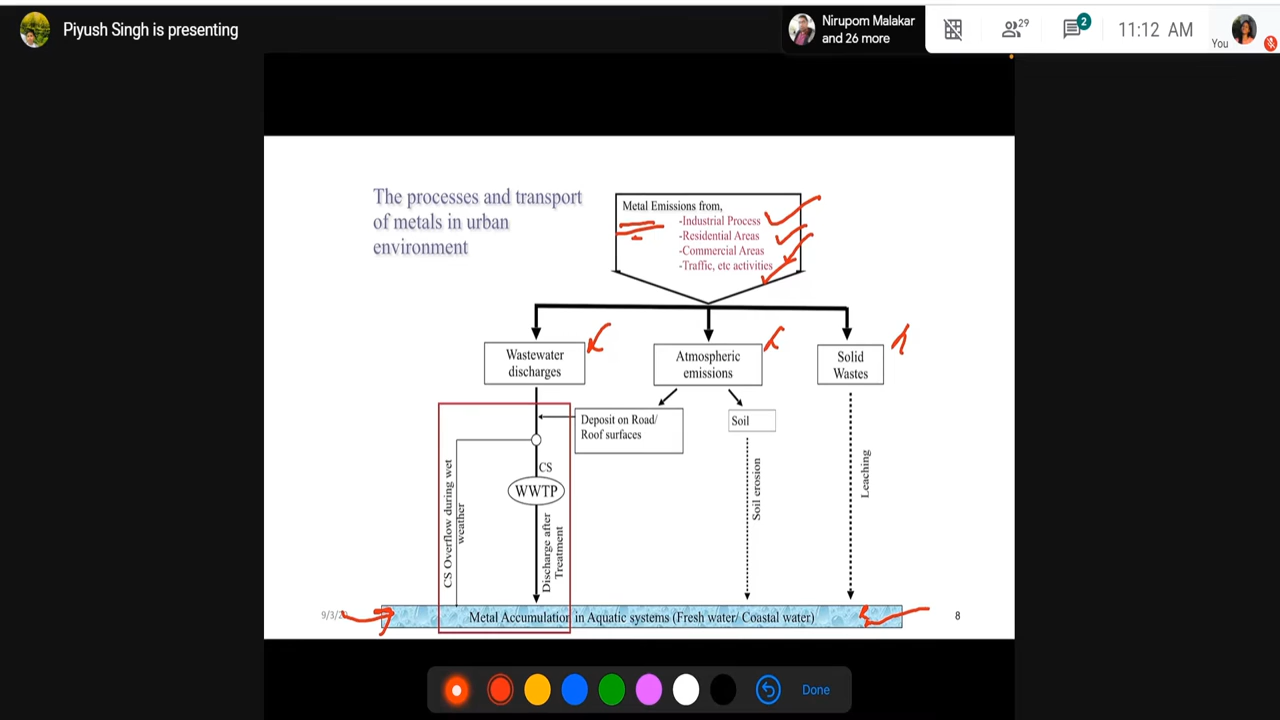 Piyush Singh is presenting
Nirupom Malakar
and 26 more
29
2
11:12 AM
You
The processes and transport
of metals in urban
environment
Metal Emissions from,
-Industrial Process
-Residential Areas
-Commercial Areas
-Traffic, etc activities
Wastewater
discharges
Atmospheric
emissions
Solid
Wastes
Deposit on Road/
Roof surfaces
Soil
CS
WWTP
CS Overflow during wet
weather
Discharge after
Treatment
Soil erosion
Leaching
Metal Accumulation in Aquatic systems (Fresh water/ Coastal water)
8
Done